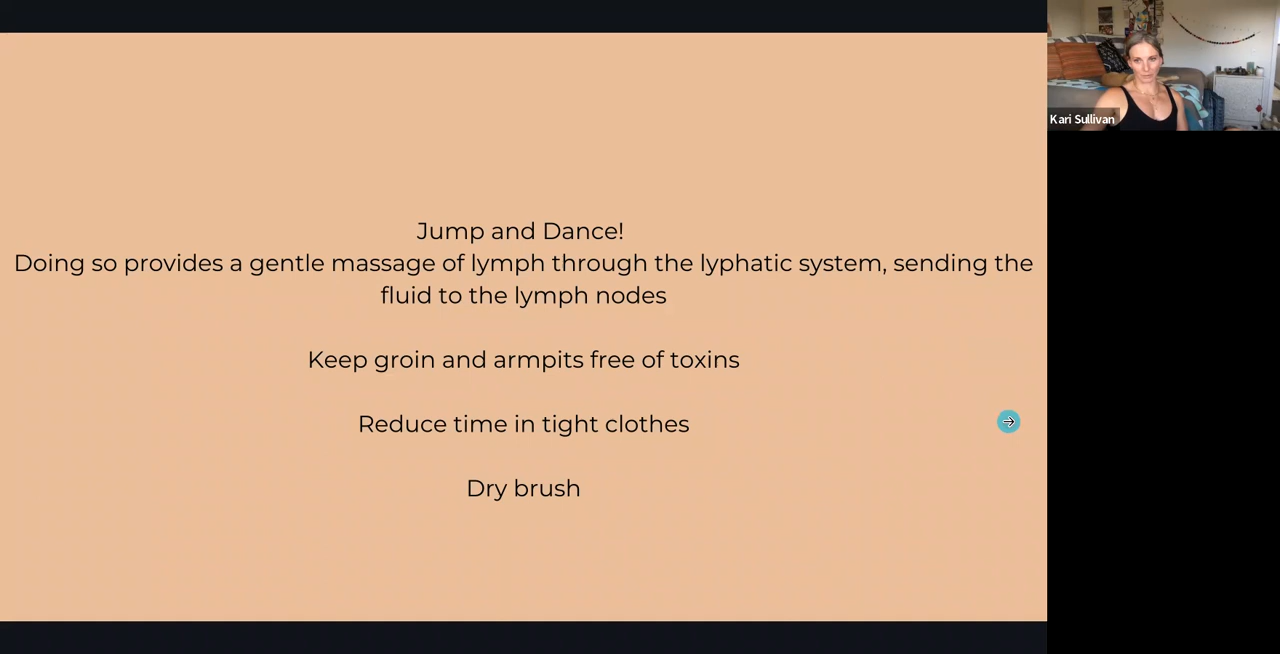 Jump and Dance!
Doing so provides a gentle massage of lymph through the lyphatic system, sending the
fluid to the lymph nodes
Keep groin and armpits free of toxins
Reduce time in tight clothes
Dry brush
Kari Sullivan